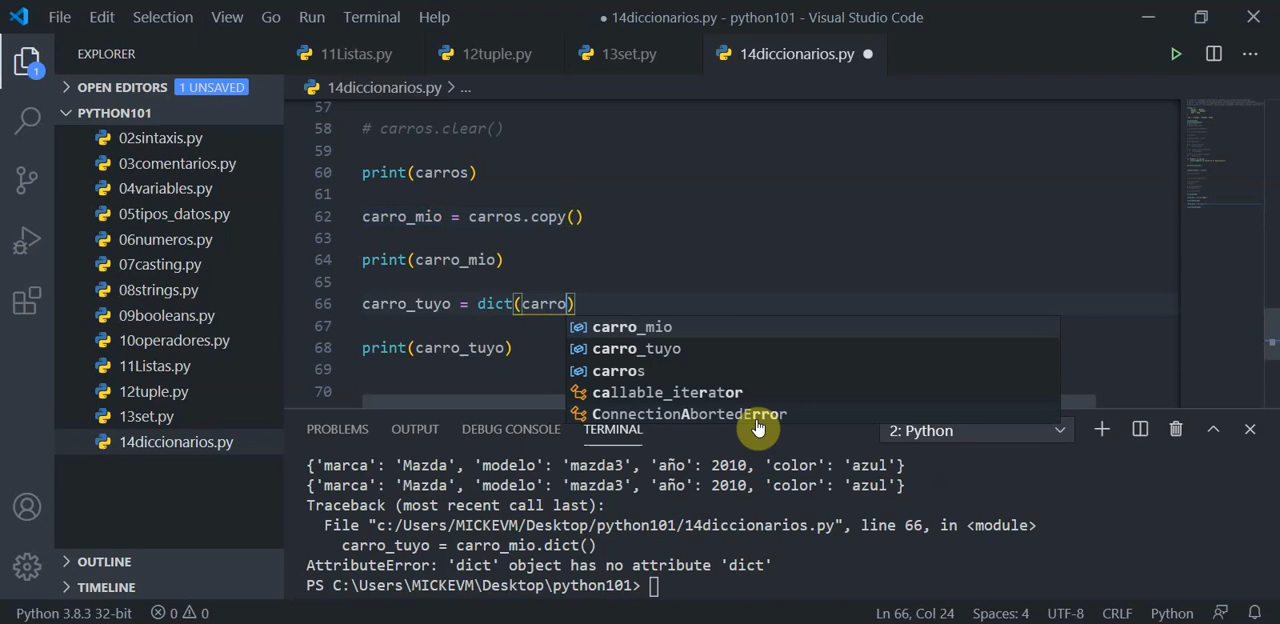 File Edit Selection View Go Run Terminal Help ● 14diccionarios.py - python101 - Visual Studio Code
EXPLORER
11Listas.py 12tuple.py 13set.py 14diccionarios.py ●
1
OPEN EDITORS 1 UNSAVED
14diccionarios.py > ...
PYTHON101
02sintaxis.py
03comentarios.py
04variables.py
05tipos_datos.py
06numeros.py
07casting.py
08strings.py
09booleans.py
10operadores.py
11Listas.py
12tuple.py
13set.py
14diccionarios.py
OUTLINE
TIMELINE
57
58 # carros.clear()
59
60 print(carros)
61
62 carro_mio = carros.copy()
63
64 print(carro_mio)
65
66 carro_tuyo = dict(carro)
67
68 print(carro_tuyo)
69
70
carro_mio
carro_tuyo
carros
callable_iterator
ConnectionAbortedError
PROBLEMS OUTPUT DEBUG CONSOLE TERMINAL 2: Python
{'marca': 'Mazda', 'modelo': 'mazda3', 'año': 2010, 'color': 'azul'}
{'marca': 'Mazda', 'modelo': 'mazda3', 'año': 2010, 'color': 'azul'}
Traceback (most recent call last):
File "c:/Users/MICKEVM/Desktop/python101/14diccionarios.py", line 66, in <module>
carro_tuyo = carro_mio.dict()
AttributeError: 'dict' object has no attribute 'dict'
PS C:\Users\MICKEVM\Desktop\python101>
Python 3.8.3 32-bit 0 0 Ln 66, Col 24 Spaces: 4 UTF-8 CRLF Python